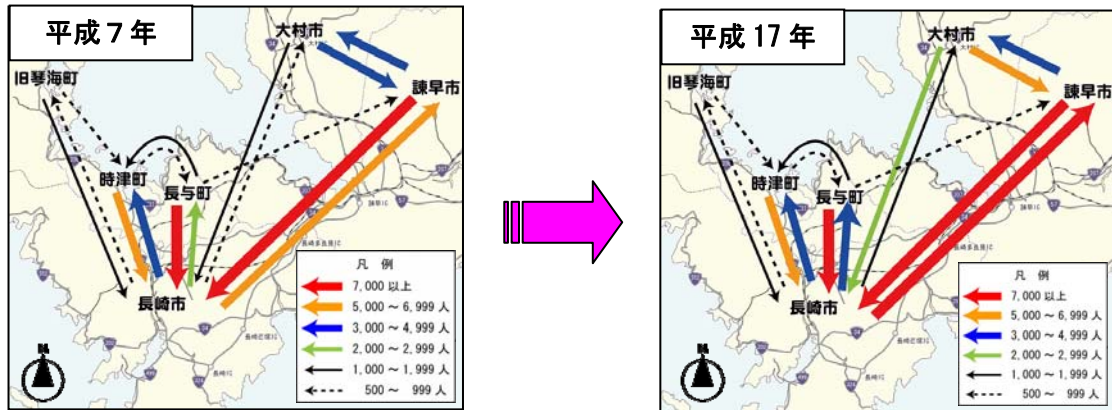 平成７年
大村市
旧琴海町
諫早市
時津町
長与町
長崎市
凡 例
7,000 以上
5,000 ～ 6,999 人
3,000 ～ 4,999 人
2,000 ～ 2,999 人
1,000 ～ 1,999 人
500 ～ 999 人
平成 17 年
大村市
旧琴海町
諫早市
時津町
長与町
長崎市
凡 例
7,000 以上
5,000 ～ 6,999 人
3,000 ～ 4,999 人
2,000 ～ 2,999 人
1,000 ～ 1,999 人
500 ～ 999 人